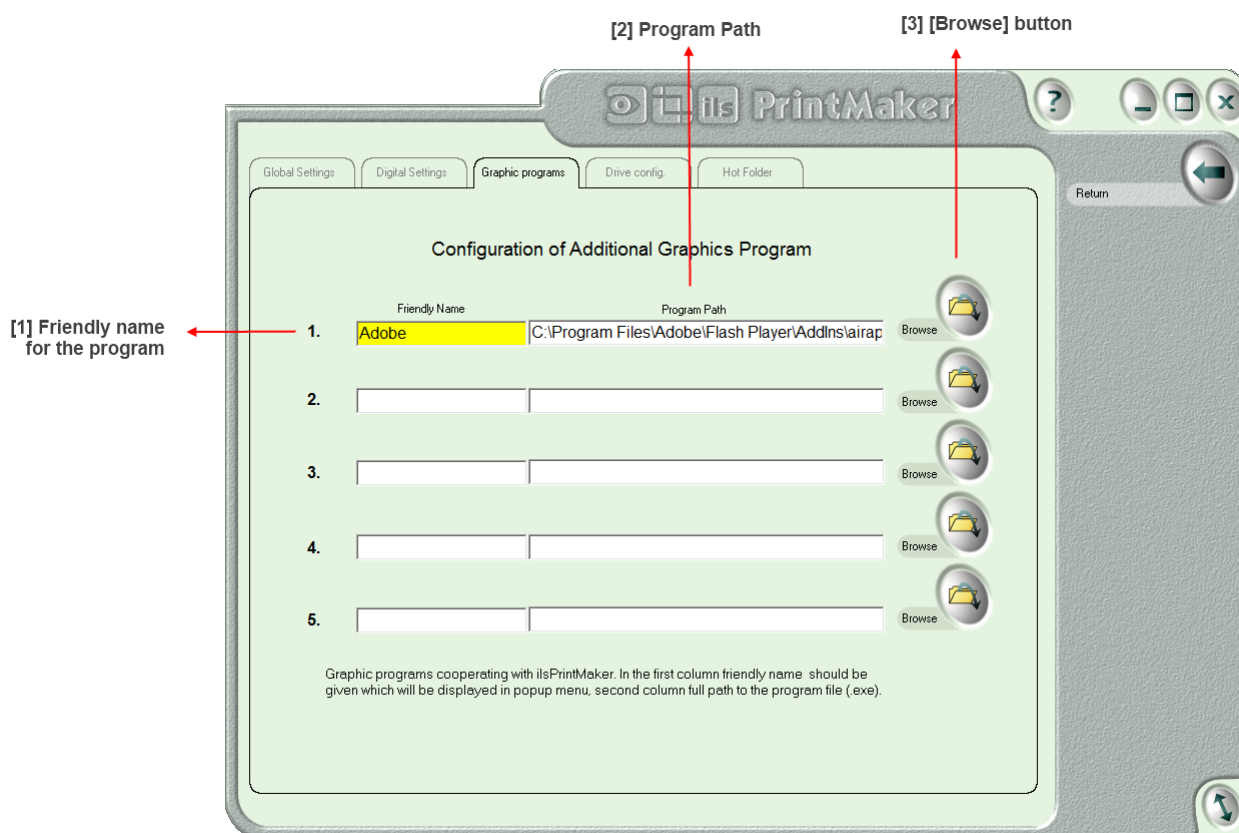 [2] Program Path
[3] [Browse] button
ils PrintMaker
?
Global Settings
Digital Settings
Graphic programs
Drive config.
Hot Folder
Return
Configuration of Additional Graphics Program
Friendly Name
Program Path
[1] Friendly name
for the program
1.
Adobe
C:\Program Files\Adobe\Flash Player\AddIns\airap
Browse
2.
Browse
3.
Browse
4.
Browse
5.
Browse
Graphic programs cooperating with ilsPrintMaker. In the first column friendly name should be
given which will be displayed in popup menu, second column full path to the program file (.exe).